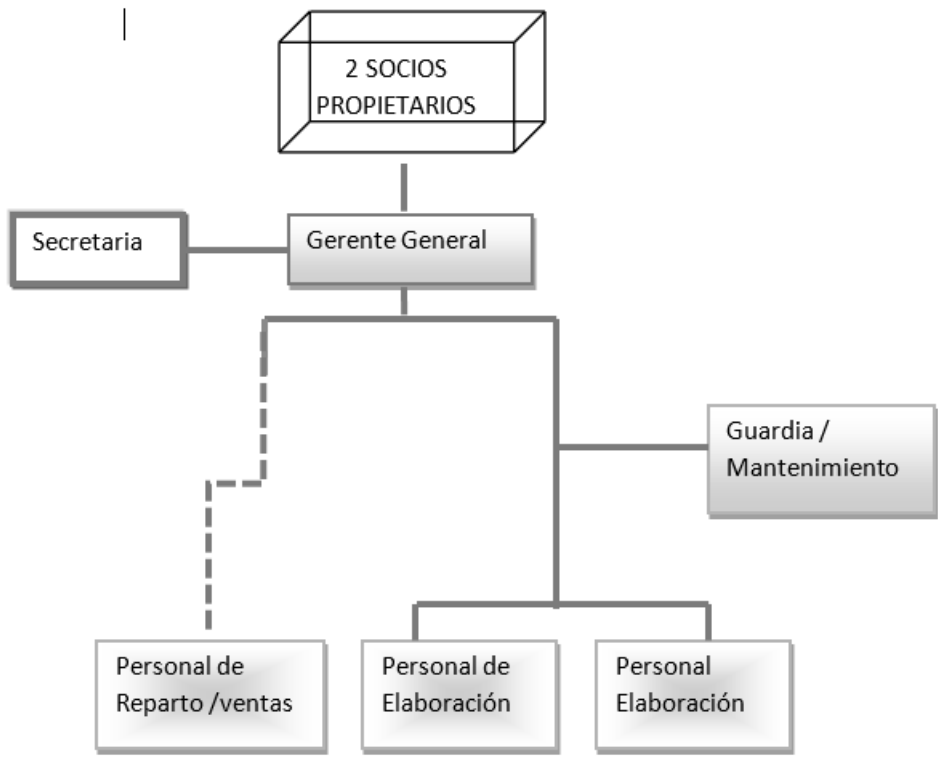 2 SOCIOS
PROPIETARIOS
Secretaria
Gerente General
Guardia /
Mantenimiento
Personal de
Reparto /ventas
Personal de
Elaboración
Personal
Elaboración